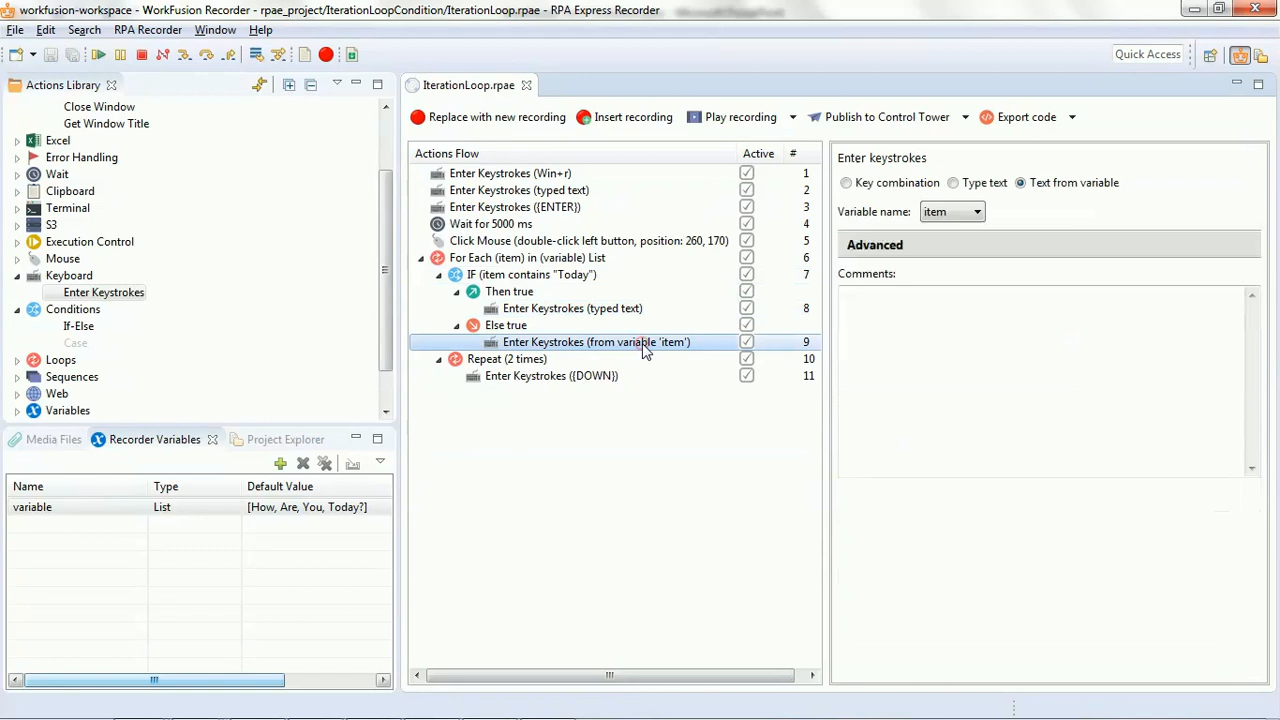 workfusion-workspace - WorkFusion Recorder - rpae_project/IterationLoopCondition/IterationLoop.rpae - RPA Express Recorder
File Edit Search RPA Recorder Window Help
Quick Access
Actions Library
Close Window
Get Window Title
Excel
Error Handling
Wait
Clipboard
Terminal
S3
Execution Control
Mouse
Keyboard
Enter Keystrokes
Conditions
If-Else
Case
Loops
Sequences
Web
Variables
Media Files Recorder Variables Project Explorer
Name Type Default Value
variable List [How, Are, You, Today?]
IterationLoop.rpae
Replace with new recording Insert recording Play recording Publish to Control Tower Export code
Actions Flow Active #
Enter Keystrokes (Win+r) 1
Enter Keystrokes (typed text) 2
Enter Keystrokes ({ENTER}) 3
Wait for 5000 ms 4
Click Mouse (double-click left button, position: 260, 170) 5
For Each (item) in (variable) List 6
IF (item contains "Today") 7
Then true
Enter Keystrokes (typed text) 8
Else true
Enter Keystrokes (from variable 'item') 9
Repeat (2 times) 10
Enter Keystrokes ({DOWN}) 11
Enter keystrokes
Key combination Type text Text from variable
Variable name: item
Advanced
Comments: